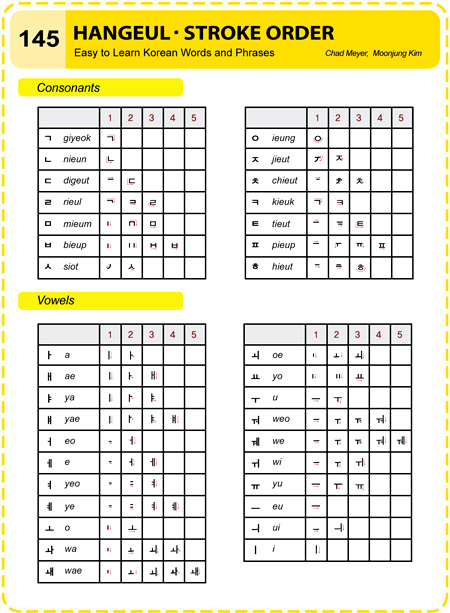 145
HANGEUL · STROKE ORDER
Easy to Learn Korean Words and Phrases
Chad Meyer, Moonjung Kim
Consonants
1 2 3 4 5
ㄱ giyeok
ㄴ nieun
ㄷ digeut
ㄹ rieul
ㅁ mieum
ㅂ bieup
ㅅ siot
1 2 3 4 5
ㅇ ieung
ㅈ jieut
ㅊ chieut
ㅋ kieuk
ㅌ tieut
ㅍ pieup
ㅎ hieut
Vowels
1 2 3 4 5
ㅏ a
ㅐ ae
ㅑ ya
ㅒ yae
ㅓ eo
ㅔ e
ㅕ yeo
ㅖ ye
ㅗ o
ㅘ wa
ㅙ wae
1 2 3 4 5
ㅚ oe
ㅛ yo
ㅜ u
ㅝ weo
ㅞ we
ㅟ wi
ㅠ yu
ㅡ eu
ㅢ ui
ㅣ i